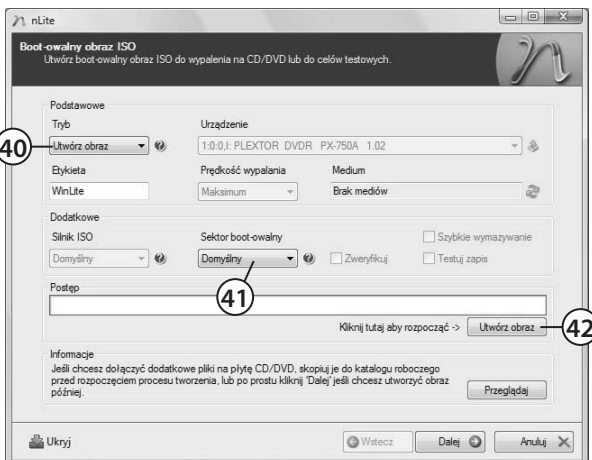 nLite
Boot-owalny obraz ISO
Utwórz boot-owalny obraz ISO do wypalenia na CD/DVD lub do celów testowych.
Podstawowe
Tryb
Urządzenie
40
Utwórz obraz
1:0:0,I: PLEXTOR DVDR PX-750A 1.02
Etykieta
Prędkość wypalania
Medium
WinLite
Maksimum
Brak mediów
Dodatkowe
Silnik ISO
Sektor boot-owalny
Szybkie wymazywanie
Domyślny
Domyślny
Zweryfikuj
Testuj zapis
41
Postęp
Kliknij tutaj aby rozpocząć ->
Utwórz obraz
42
Informacje
Jeśli chcesz dołączyć dodatkowe pliki na płytę CD/DVD, skopiuj je do katalogu roboczego
przed rozpoczęciem procesu tworzenia, lub po prostu kliknij 'Dalej' jeśli chcesz utworzyć obraz
później.
Przeglądaj
Ukryj
Wstecz
Dalej
Anuluj